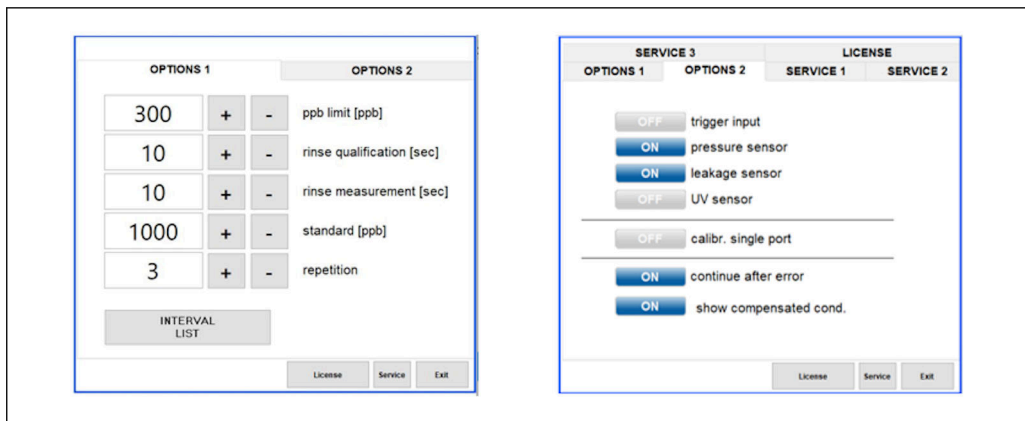 OPTIONS 1 OPTIONS 2
300 + - ppb limit [ppb]
10 + - rinse qualification [sec]
10 + - rinse measurement [sec]
1000 + - standard [ppb]
3 + - repetition
INTERVAL
LIST
License Service Exit
SERVICE 3 LICENSE
OPTIONS 1 OPTIONS 2 SERVICE 1 SERVICE 2
OFF trigger input
ON pressure sensor
ON leakage sensor
OFF UV sensor
OFF calibr. single port
ON continue after error
ON show compensated cond.
License Service Exit